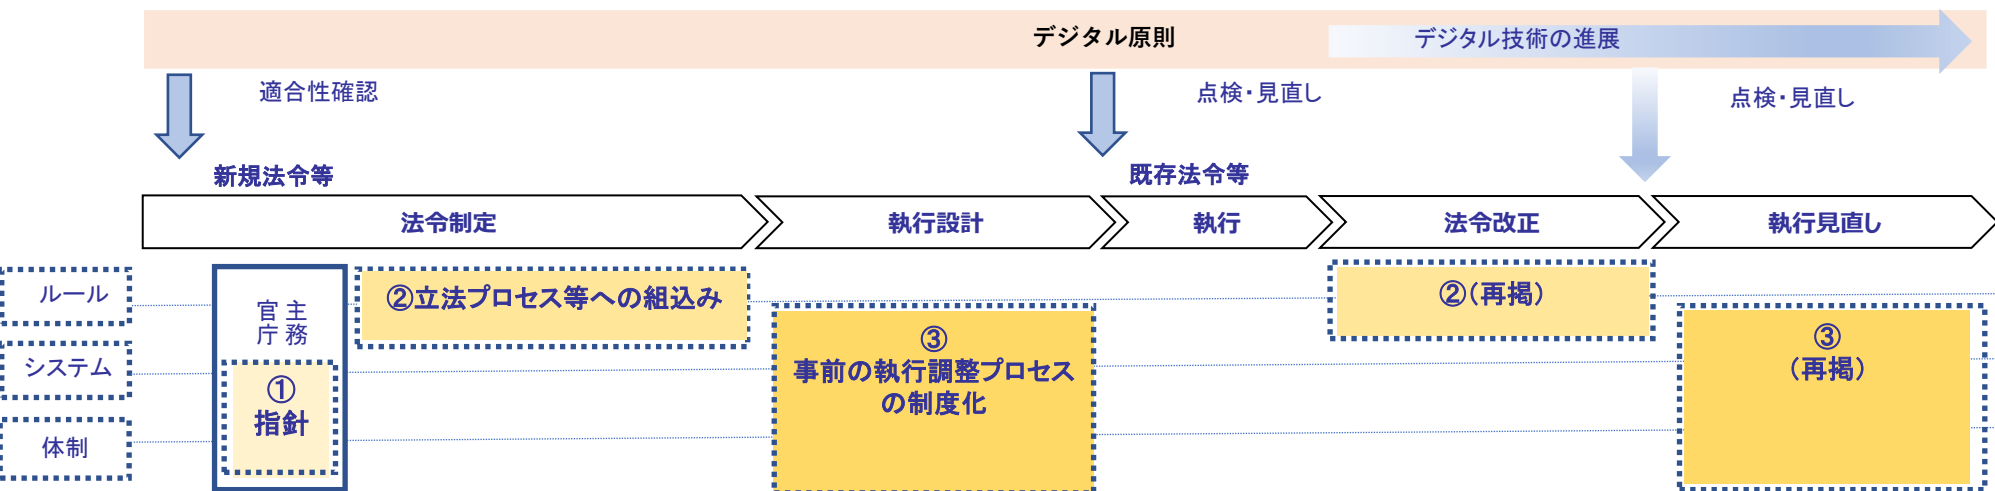 デジタル原則
デジタル技術の進展
適合性確認
点検・見直し
点検・見直し
新規法令等
既存法令等
法令制定
執行設計
執行
法令改正
執行見直し
ルール
システム
体制
主務
官庁
①
指針
②立法プロセス等への組込み
③
事前の執行調整プロセス
の制度化
②（再掲）
③
（再掲）